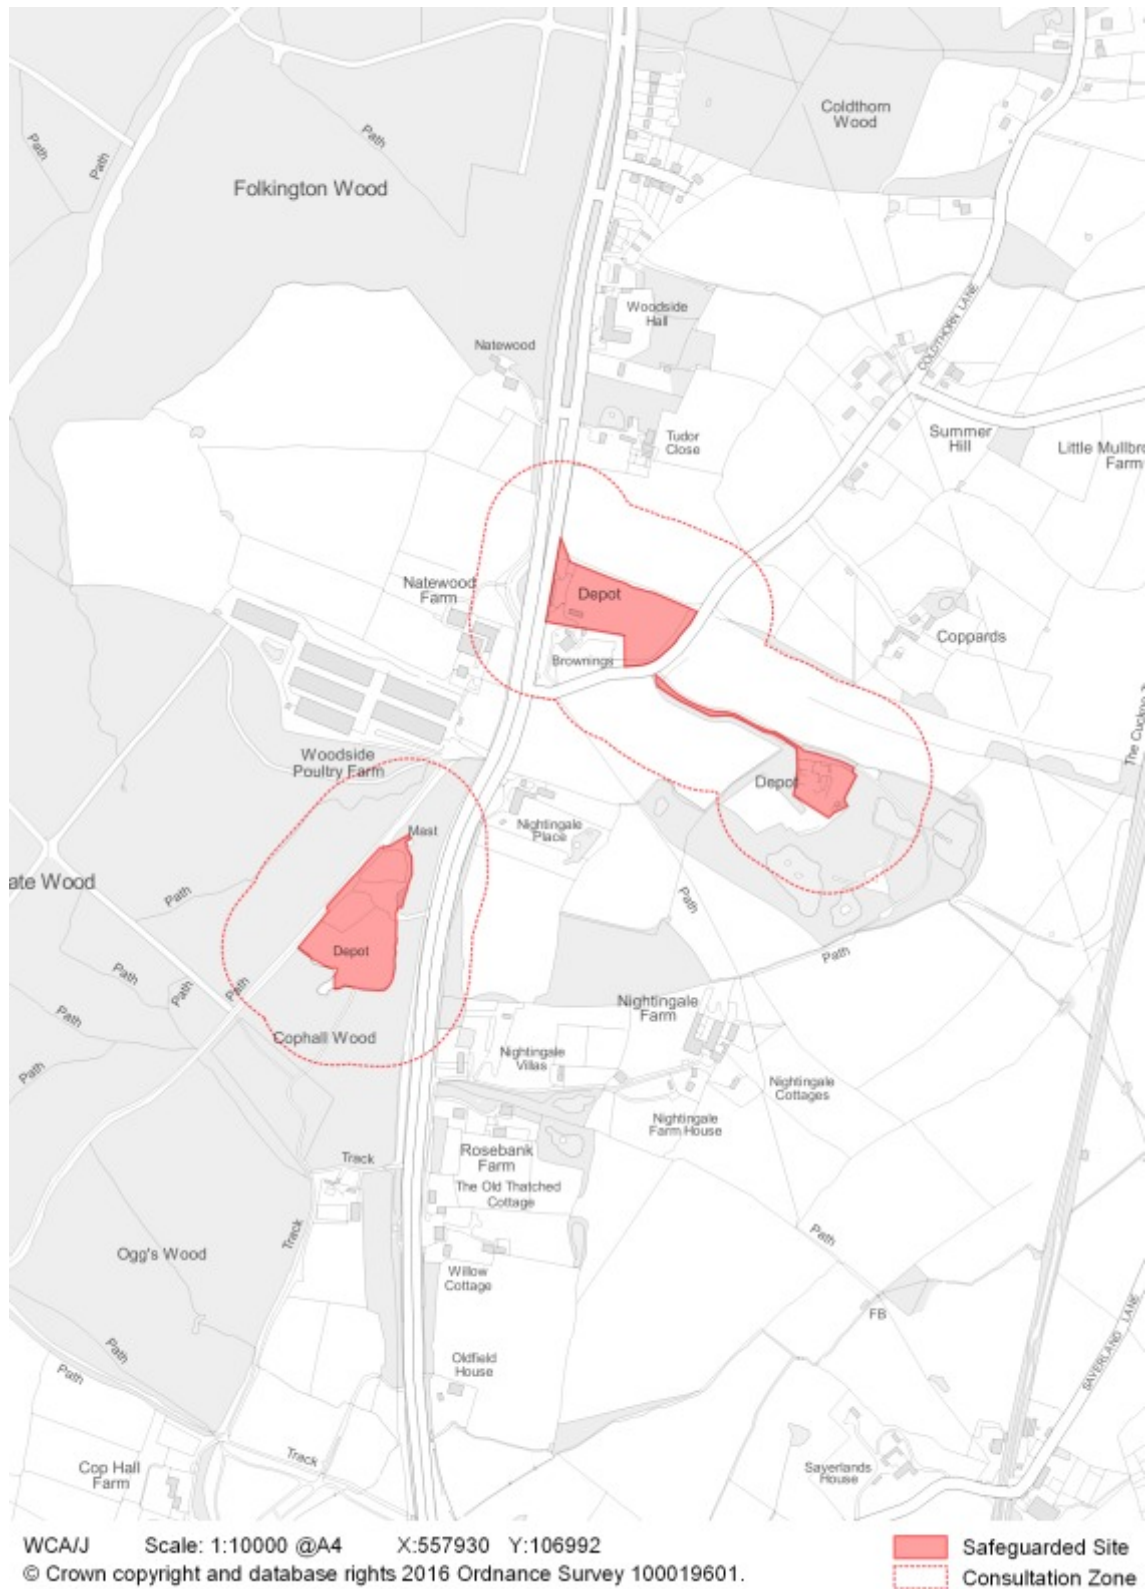 Coldthorn
Wood
Path
Path
Path
Folkington Wood
COLDTHORN LANE
Woodside
Hall
Natewood
Tudor
Close
Summer
Hill
Little Mullbro
Farm
Natewood
Farm
Depot
Coppards
Brownings
The Cuckoo
Woodside
Poultry Farm
Depot
Nightingale
Place
Mast
ate Wood
Path
Path
Depot
Path
Path
Path
Path
Path
Path
Nightingale
Farm
Cophall Wood
Nightingale
Villas
Nightingale
Cottages
Nightingale
Farm House
Rosebank
Farm
Track
The Old Thatched
Cottage
Track
Path
Ogg's Wood
Willow
Cottage
FB
SAYERLAND LANE
Path
Path
Oldfield
House
Track
Cop Hall
Farm
Sayerlands
House
WCA/J Scale: 1:10000 @A4 X:557930 Y:106992
Safeguarded Site
© Crown copyright and database rights 2016 Ordnance Survey 100019601.
Consultation Zone